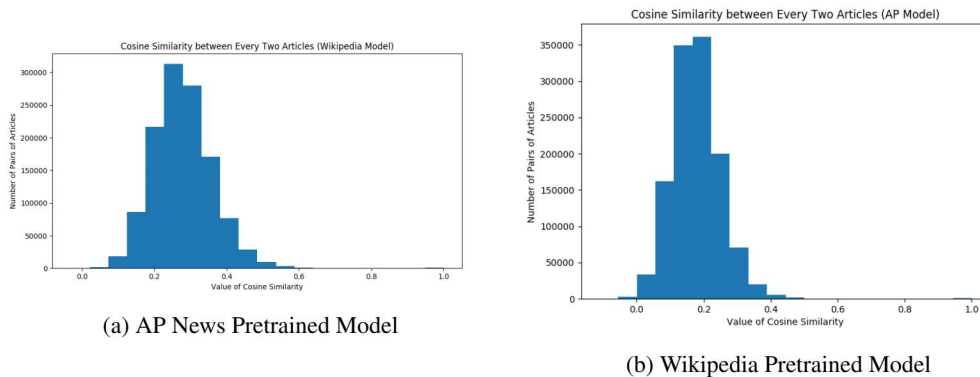 Cosine Similarity between Every Two Articles (Wikipedia Model)
300000
250000
200000
150000
100000
50000
0
Number of Pairs of Articles
0.0 0.2 0.4 0.6 0.8 1.0
Value of Cosine Similarity
(a) AP News Pretrained Model
Cosine Similarity between Every Two Articles (AP Model)
350000
300000
250000
200000
150000
100000
50000
0
Number of Pairs of Articles
0.0 0.2 0.4 0.6 0.8 1.0
Value of Cosine Similarity
(b) Wikipedia Pretrained Model